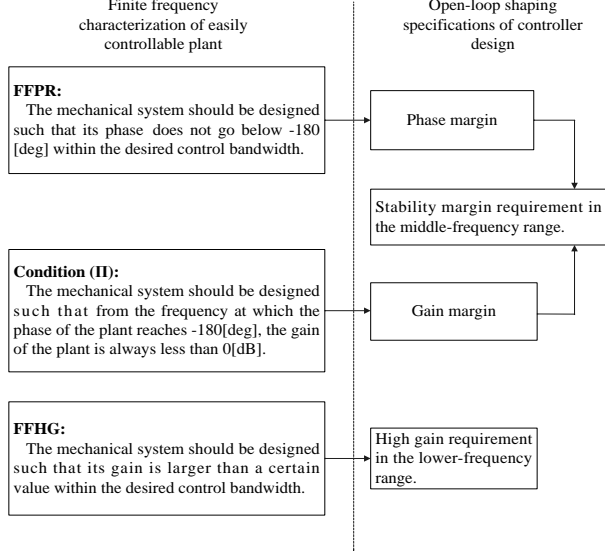 Finite frequency
characterization of easily
controllable plant
Open-loop shaping
specifications of controller
design
FFPR:
The mechanical system should be designed
such that its phase does not go below -180
[deg] within the desired control bandwidth.
Phase margin
Stability margin requirement in
the middle-frequency range.
Condition (II):
The mechanical system should be designed
such that from the frequency at which the
phase of the plant reaches -180[deg], the gain
of the plant is always less than 0[dB].
Gain margin
FFHG:
The mechanical system should be designed
such that its gain is larger than a certain
value within the desired control bandwidth.
High gain requirement
in the lower-frequency
range.